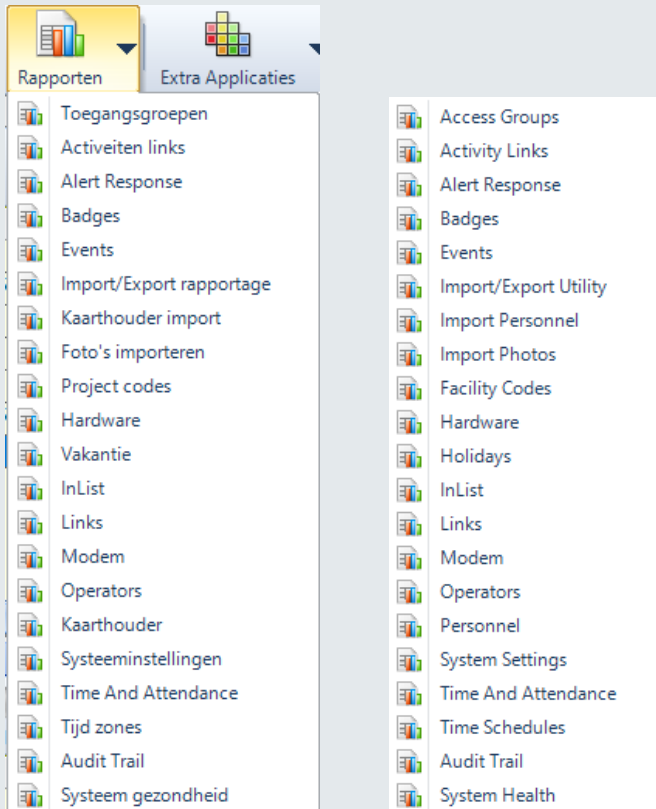 Rapporten
Extra Applicaties
Toegangsgroepen
Activeiten links
Alert Response
Badges
Events
Import/Export rapportage
Kaarthouder import
Foto's importeren
Project codes
Hardware
Vakantie
InList
Links
Modem
Operators
Kaarthouder
Systeeminstellingen
Time And Attendance
Tijd zones
Audit Trail
Systeem gezondheid
Access Groups
Activity Links
Alert Response
Badges
Events
Import/Export Utility
Import Personnel
Import Photos
Facility Codes
Hardware
Holidays
InList
Links
Modem
Operators
Personnel
System Settings
Time And Attendance
Time Schedules
Audit Trail
System Health